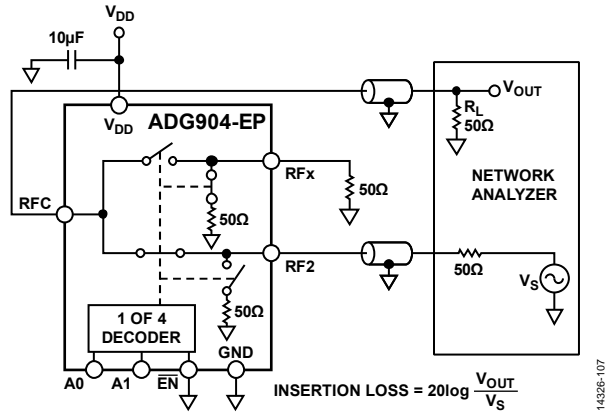 VDD
10µF
VDD
ADG904-EP
VOUT
RL
50Ω
NETWORK
ANALYZER
RFC
RFx
50Ω
50Ω
RF2
50Ω
VS
50Ω
1 OF 4
DECODER
GND
A0
A1
EN
INSERTION LOSS = 20log VOUT
VS
14326-107